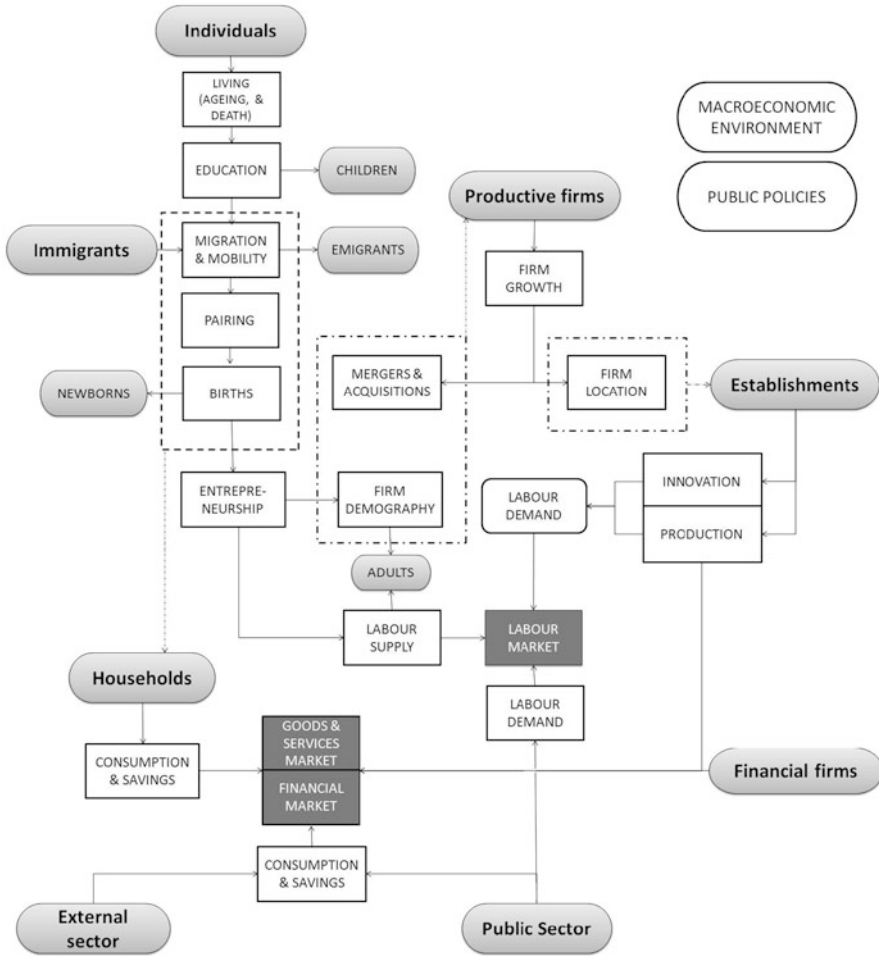 Individuals
LIVING
(AGEING, &
DEATH)
MACROECONOMIC
ENVIRONMENT
EDUCATION
CHILDREN
Productive firms
PUBLIC POLICIES
Immigrants
MIGRATION
& MOBILITY
EMIGRANTS
FIRM
GROWTH
PAIRING
MERGERS &
ACQUISITIONS
FIRM
LOCATION
Establishments
NEWBORNS
BIRTHS
ENTREPRE-
NEURSHIP
FIRM
DEMOGRAPHY
LABOUR
DEMAND
INNOVATION
PRODUCTION
ADULTS
LABOUR
SUPPLY
LABOUR
MARKET
Households
LABOUR
DEMAND
GOODS &
SERVICES
MARKET
CONSUMPTION
& SAVINGS
FINANCIAL
MARKET
Financial firms
CONSUMPTION
& SAVINGS
External
sector
Public Sector